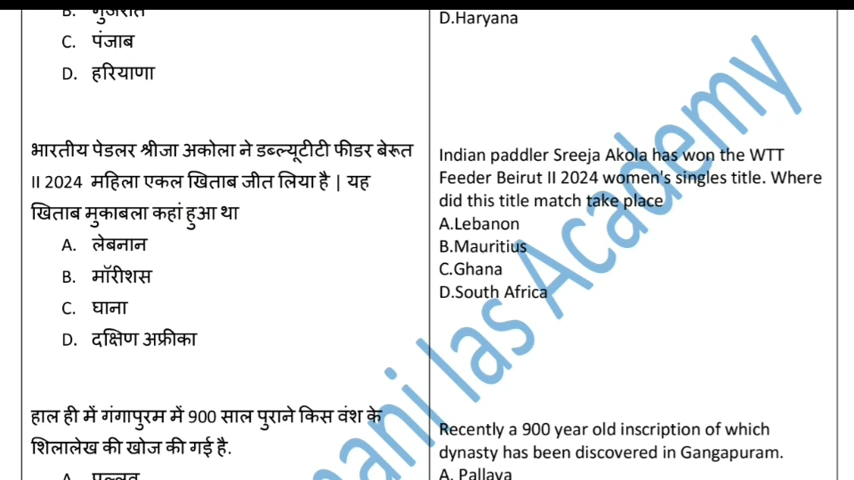 B. गुजरात
C. पंजाब
D. हरियाणा
भारतीय पेडलर श्रीजा अकोला ने डब्ल्यूटीटी फीडर बेरूत
II 2024 महिला एकल खिताब जीत लिया है | यह
खिताब मुकाबला कहां हुआ था
A. लेबनान
B. मॉरीशस
C. घाना
D. दक्षिण अफ्रीका
हाल ही में गंगापुरम में 900 साल पुराने किस वंश के
शिलालेख की खोज की गई है.
A. पल्लव
D.Haryana
Indian paddler Sreeja Akola has won the WTT
Feeder Beirut II 2024 women's singles title. Where
did this title match take place
A.Lebanon
B.Mauritius
C.Ghana
D.South Africa
Recently a 900 year old inscription of which
dynasty has been discovered in Gangapuram.
A. Pallava
Ias Academy